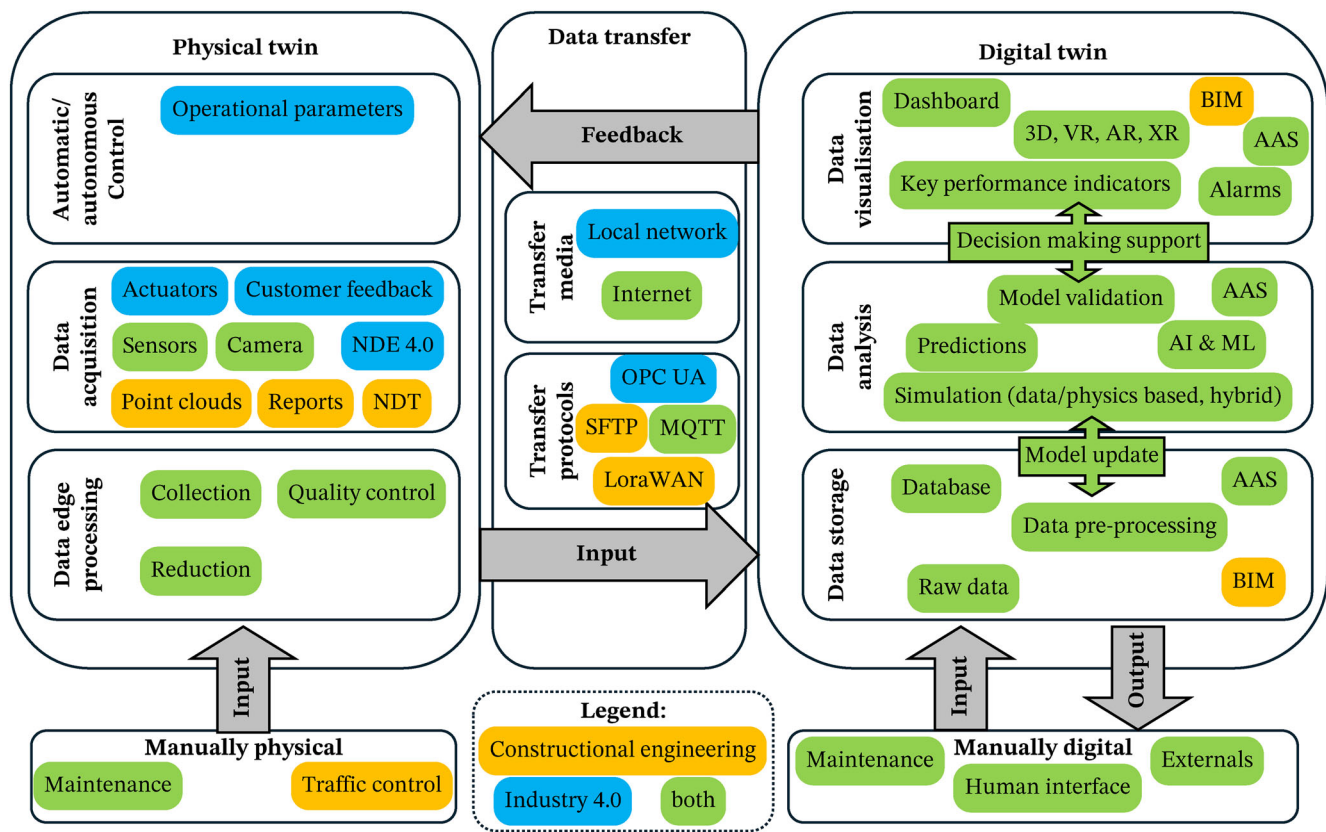 Physical twin
Automatic/
autonomous
Control
Operational parameters
Data
acquisition
Actuators
Customer feedback
Sensors
Camera
NDE 4.0
Point clouds
Reports
NDT
Data edge
processing
Collection
Quality control
Reduction
Input
Manually physical
Maintenance
Traffic control
Data transfer
Feedback
Transfer
media
Local network
Internet
Transfer
protocols
OPC UA
SFTP
MQTT
LoraWAN
Input
Legend:
Constructional engineering
Industry 4.0
both
Digital twin
Data
visualisation
Dashboard
BIM
3D, VR, AR, XR
AAS
Key performance indicators
Alarms
Decision making support
Data
analysis
Model validation
AAS
Predictions
AI & ML
Simulation (data/physics based, hybrid)
Model update
Data storage
Database
AAS
Data pre-processing
Raw data
BIM
Input
Output
Manually digital
Maintenance
Human interface
Externals